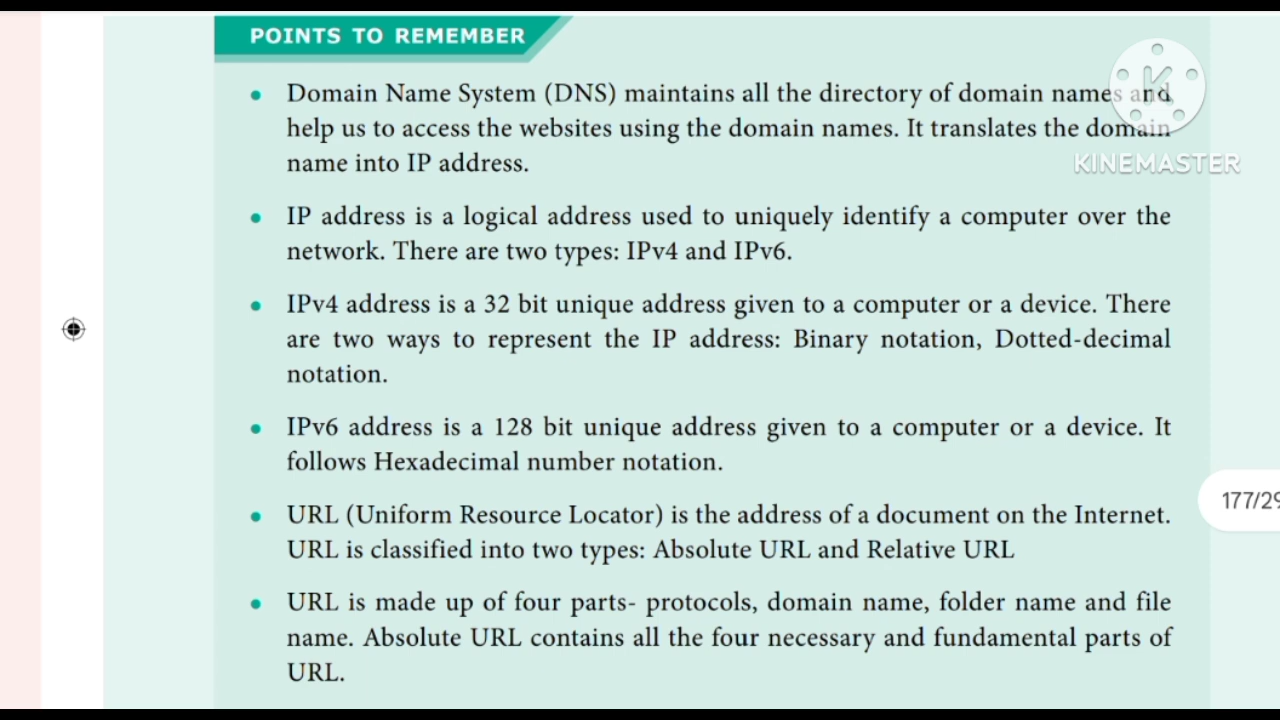 POINTS TO REMEMBER
• Domain Name System (DNS) maintains all the directory of domain names and
help us to access the websites using the domain names. It translates the domain
name into IP address.
• IP address is a logical address used to uniquely identify a computer over the
network. There are two types: IPv4 and IPv6.
• IPv4 address is a 32 bit unique address given to a computer or a device. There
are two ways to represent the IP address: Binary notation, Dotted-decimal
notation.
• IPv6 address is a 128 bit unique address given to a computer or a device. It
follows Hexadecimal number notation.
• URL (Uniform Resource Locator) is the address of a document on the Internet.
URL is classified into two types: Absolute URL and Relative URL
• URL is made up of four parts- protocols, domain name, folder name and file
name. Absolute URL contains all the four necessary and fundamental parts of
URL.
K
KINEMASTER
177/29